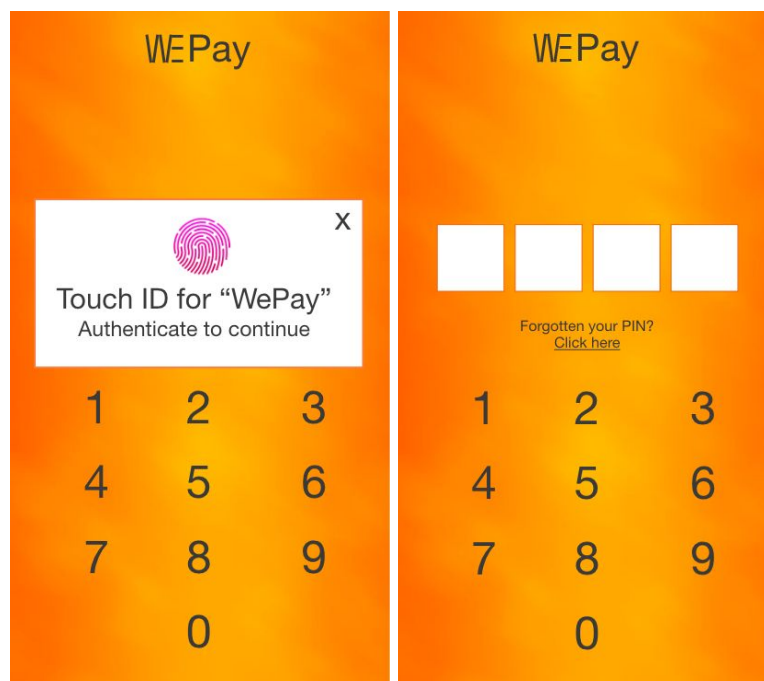 WEPay
X
Touch ID for “WePay”
Authenticate to continue
1 2 3
4 5 6
7 8 9
0
WEPay
Forgotten your PIN?
Click here
1 2 3
4 5 6
7 8 9
0